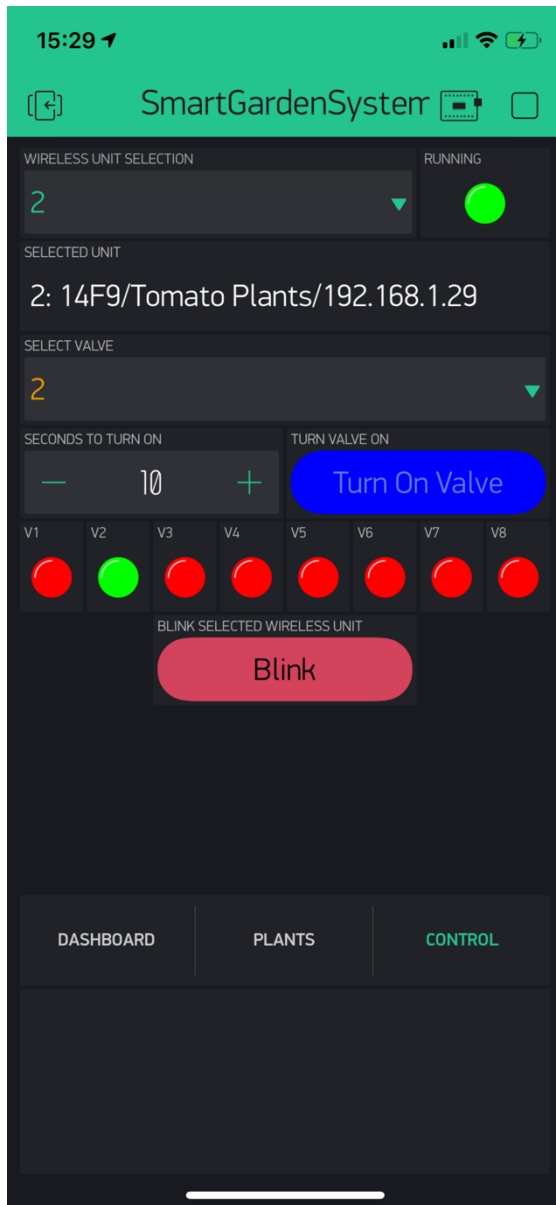 15:29
SmartGardenSystem
WIRELESS UNIT SELECTION RUNNING
2
SELECTED UNIT
2: 14F9/Tomato Plants/192.168.1.29
SELECT VALVE
2
SECONDS TO TURN ON TURN VALVE ON
— 10 + Turn On Valve
V1 V2 V3 V4 V5 V6 V7 V8
BLINK SELECTED WIRELESS UNIT
Blink
DASHBOARD PLANTS CONTROL